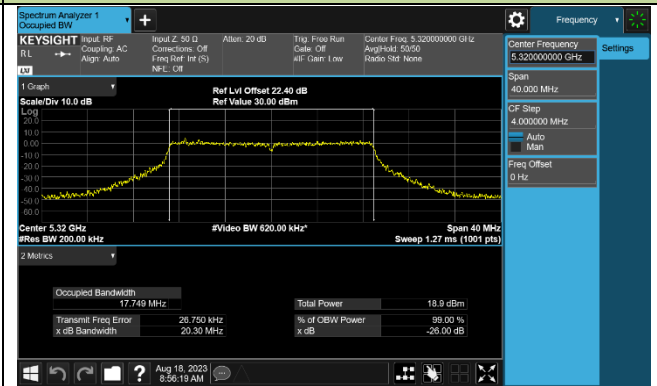 Spectrum Analyzer 1
Occupied BW
Frequency
KEYSIGHT
RL
LXI
Input: RF
Coupling: AC
Align: Auto
Input Z: 50 Ω
Corrections: Off
Freq Ref: Int (S)
NFE: Off
Atten: 20 dB
Trig: Free Run
Gate: Off
#IF Gain: Low
Center Freq: 5.320000000 GHz
Avg|Hold: 50/50
Radio Std: None
Center Frequency
5.320000000 GHz
Settings
Span
40.000 MHz
CF Step
4.000000 MHz
Auto
Man
Freq Offset
0 Hz
1 Graph
Scale/Div 10.0 dB
Ref Lvl Offset 22.40 dB
Ref Value 30.00 dBm
Log
20.0
10.0
0.00
-10.0
-20.0
-30.0
-40.0
-50.0
-60.0
Center 5.32 GHz
#Video BW 620.00 kHz*
Span 40 MHz
#Res BW 200.00 kHz
Sweep 1.27 ms (1001 pts)
2 Metrics
Occupied Bandwidth
17.749 MHz
Total Power 18.9 dBm
Transmit Freq Error 26.750 kHz
% of OBW Power 99.00 %
x dB Bandwidth 20.30 MHz
x dB -26.00 dB
Aug 18, 2023
8:56:19 AM